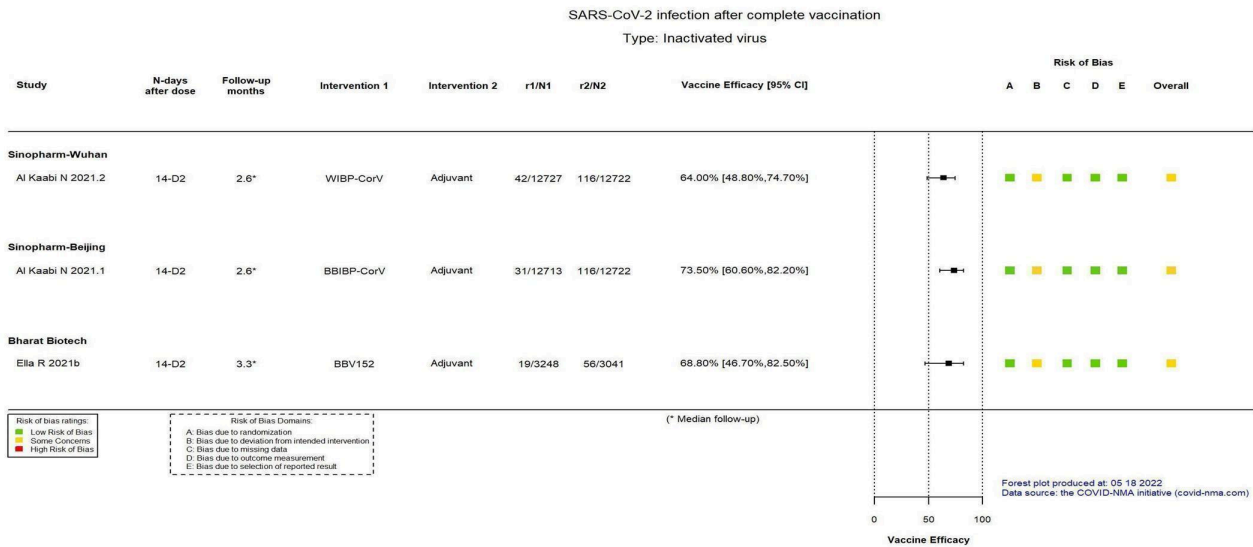 SARS-CoV-2 infection after complete vaccination
Type: Inactivated virus
Risk of Bias
Study N-days after dose Follow-up months Intervention 1 Intervention 2 r1/N1 r2/N2 Vaccine Efficacy [95% CI] A B C D E Overall
Sinopharm-Wuhan
Al Kaabi N 2021.2 14-D2 2.6* WIBP-CorV Adjuvant 42/12727 116/12722 64.00% [48.80%,74.70%]
Sinopharm-Beijing
Al Kaabi N 2021.1 14-D2 2.6* BBIBP-CorV Adjuvant 31/12713 116/12722 73.50% [60.60%,82.20%]
Bharat Biotech
Ella R 2021b 14-D2 3.3* BBV152 Adjuvant 19/3248 56/3041 68.80% [46.70%,82.50%]
(* Median follow-up)
Risk of bias ratings:
Low Risk of Bias
Some Concerns
High Risk of Bias
Risk of Bias Domains:
A: Bias due to randomization
B: Bias due to deviation from intended intervention
C: Bias due to missing data
D: Bias due to outcome measurement
E: Bias due to selection of reported result
Forest plot produced at: 05 18 2022
Data source: the COVID-NMA initiative (covid-nma.com)
0 50 100
Vaccine Efficacy